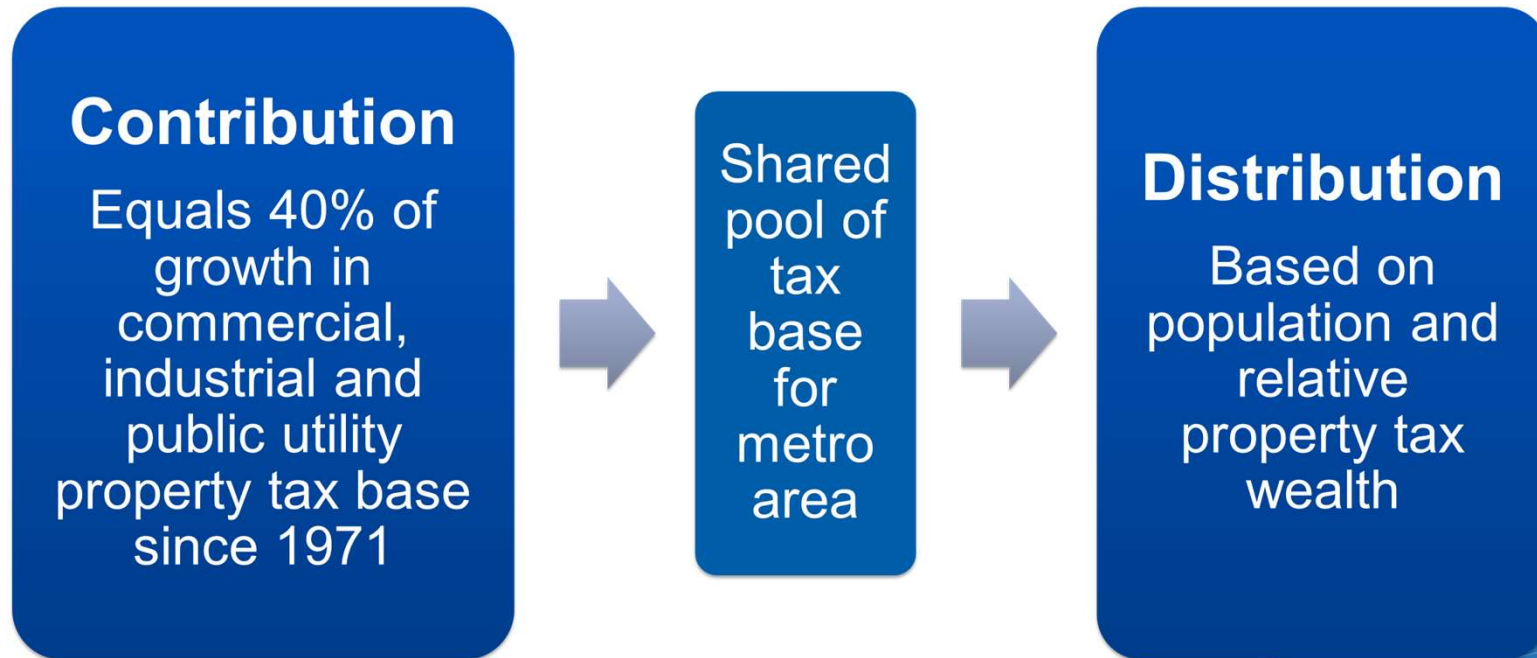 Contribution
Equals 40% of
growth in
commercial,
industrial and
public utility
property tax base
since 1971
Shared
pool of
tax
base
for
metro
area
Distribution
Based on
population and
relative
property tax
wealth